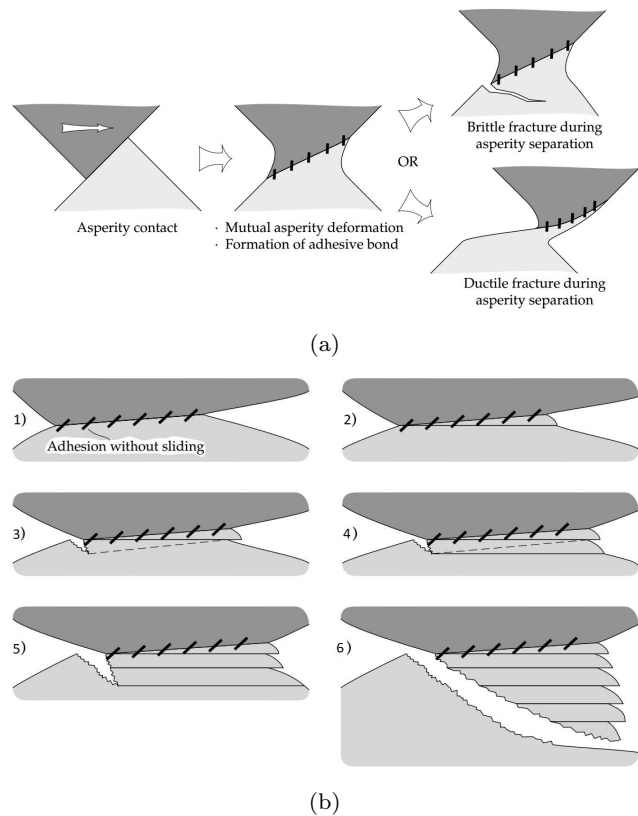 Asperity contact
· Mutual asperity deformation
· Formation of adhesive bond
OR
Brittle fracture during
asperity separation
Ductile fracture during
asperity separation
(a)
1)
Adhesion without sliding
2)
3)
4)
5)
6)
(b)